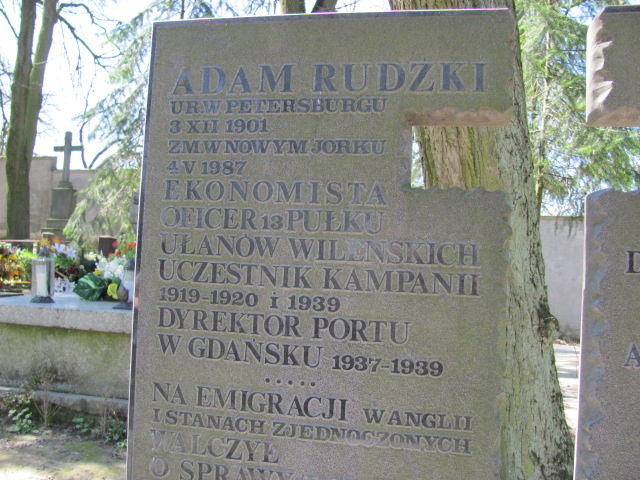 ADAM RUDZKI
UR.W PETERSBURGU
3 XII 1901
ZM.W NOWYM JORKU
4 V 1987
EKONOMISTA
OFICER 13 PUŁKU
UŁANÓW WILEŃSKICH
UCZESTNIK KAMPANII
1919-1920 i 1939
DYREKTOR PORTU
W GDAŃSKU 1937-1939
.....
NA EMIGRACJI W ANGLII
I STANACH ZJEDNOCZONYCH
WALCZYŁ
O SPRAWY
D
A